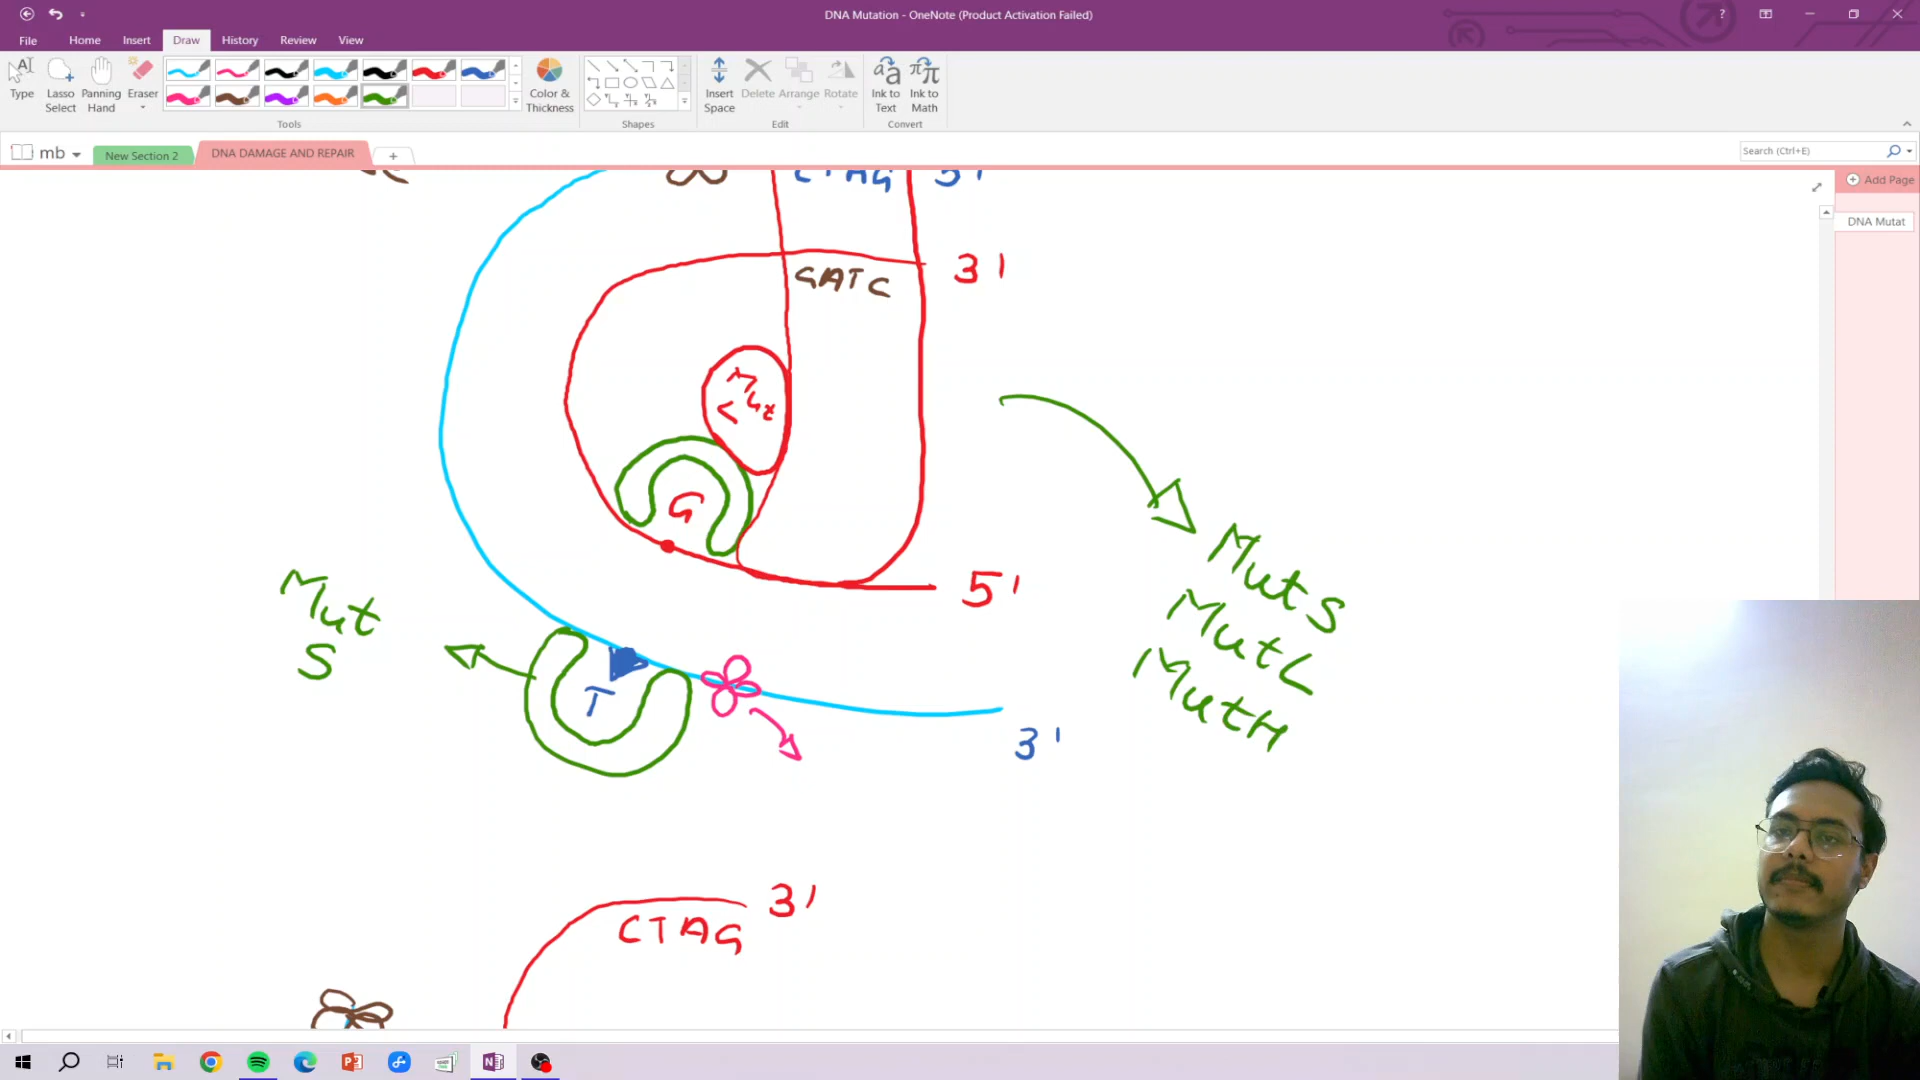 DNA Mutation - OneNote (Product Activation Failed)
?
File Home Insert Draw History Review View
Type
Lasso Select
Panning Hand
Eraser
Color & Thickness
Insert Space
Delete
Arrange
Rotate
Ink to Text
Ink to Math
Tools
Shapes
Edit
Convert
mb
New Section 2
DNA DAMAGE AND REPAIR
+
Search (Ctrl+E)
Add Page
DNA Mutat
CTAG
3'
GATC
G
5'
Mut
S
T
MutS
MutL
MutH
3'
3'
CTAG